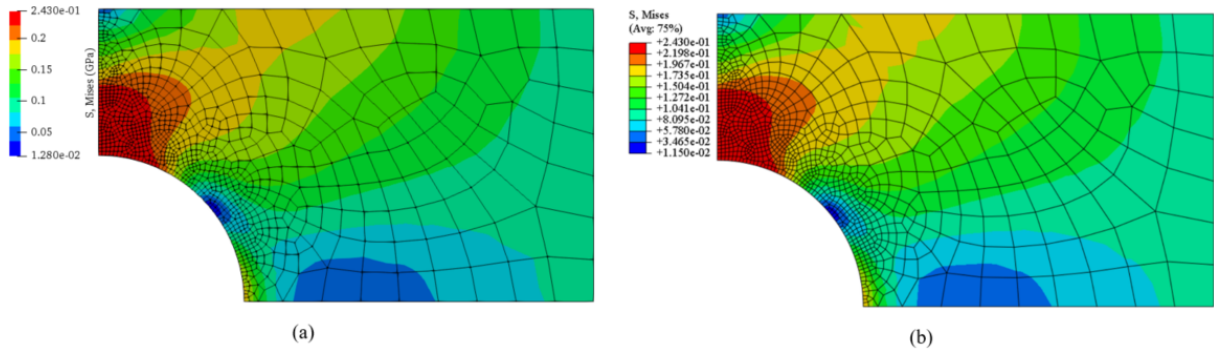 2.430e-01
0.2
0.15
0.1
0.05
1.280e-02
S, Mises (GPa)
(a)
S, Mises
(Avg: 75%)
+2.430e-01
+2.198e-01
+1.967e-01
+1.735e-01
+1.504e-01
+1.272e-01
+1.041e-01
+8.095e-02
+5.780e-02
+3.465e-02
+1.150e-02
(b)